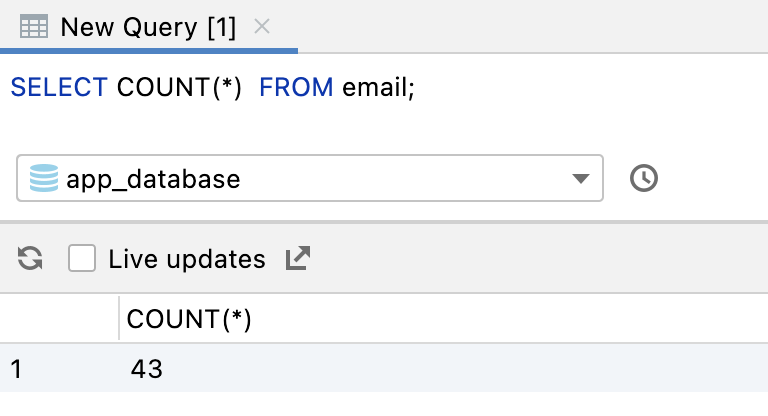 New Query [1]
SELECT COUNT(*)  FROM email;
app_database
Live updates
COUNT(*)
1 43